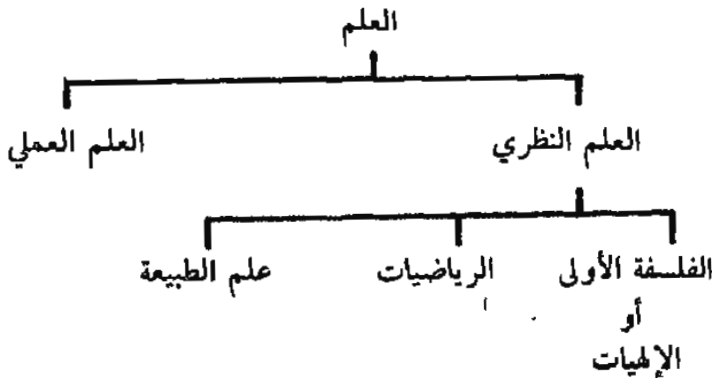 العلم
العلم النظري
العلم العملي
الفلسفة الأولى
أو
الإلهيات
الرياضيات
علم الطبيعة